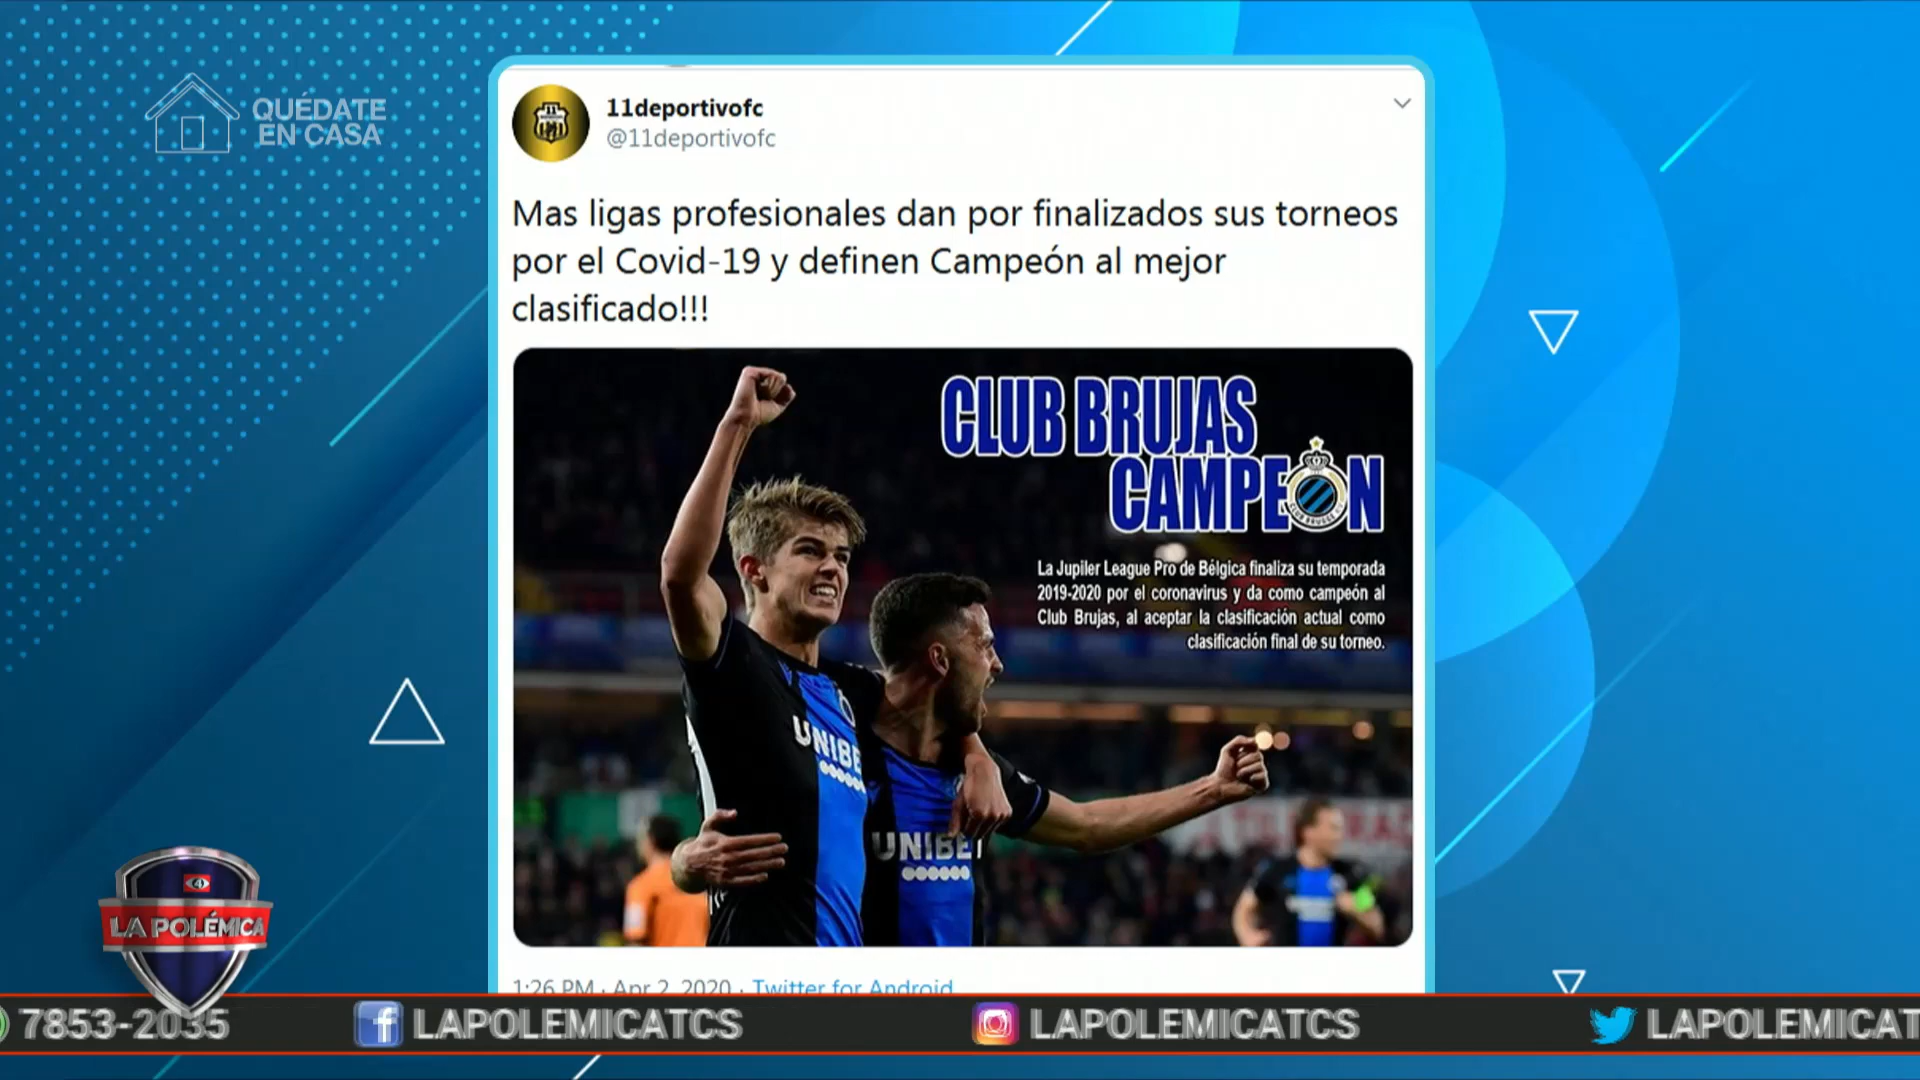 QUÉDATE
EN CASA
11deportivofc
@11deportivofc
Mas ligas profesionales dan por finalizados sus torneos
por el Covid-19 y definen Campeón al mejor
clasificado!!!
CLUB BRUJAS
CAMPEÓN
La Jupiler League Pro de Bélgica finaliza su temporada
2019-2020 por el coronavirus y da como campeón al
Club Brujas, al aceptar la clasificación actual como
clasificación final de su torneo.
UNIBE
UNIBET
1:26 PM · Apr 2, 2020 · Twitter for Android
4
LA POLÉMICA
7853-2035
LAPOLEMICATCS
LAPOLEMICATCS
LAPOLEMICAT